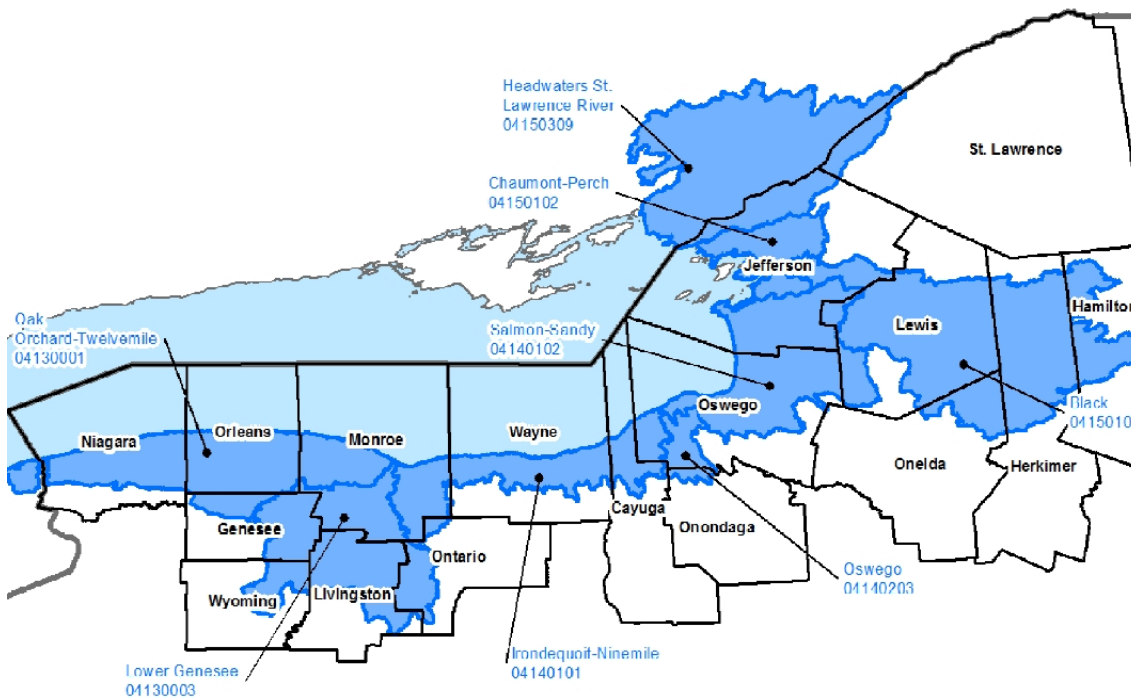 Headwaters St.
Lawrence River
04150309
St. Lawrence
Chaumont-Perch
04150102
Jefferson
Hamilton
Oak
Orchard-Twelvemile
04130001
Salmon-Sandy
04140102
Lewis
Oswego
Black
0415010
Niagara
Orleans
Monroe
Wayne
Oneida
Herkimer
Cayuga
Onondaga
Genesee
Ontario
Oswego
04140203
Wyoming
Livingston
Lower Genesee
04130003
Irondequoit-Ninemile
04140101